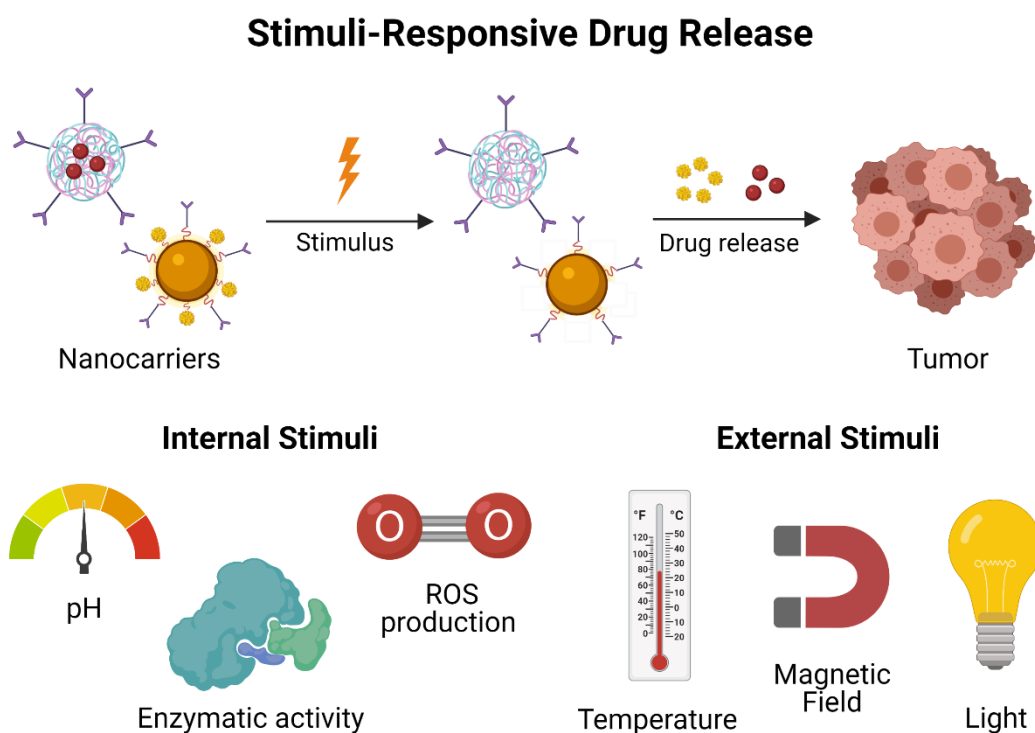 Stimuli-Responsive Drug Release
Stimulus
Drug release
Nanocarriers
Tumor
Internal Stimuli
External Stimuli
pH
Enzymatic activity
O O
ROS
production
°F °C
120
100
80
60
40
20
0
50
40
30
20
10
0
10
20
Temperature
Magnetic
Field
Light